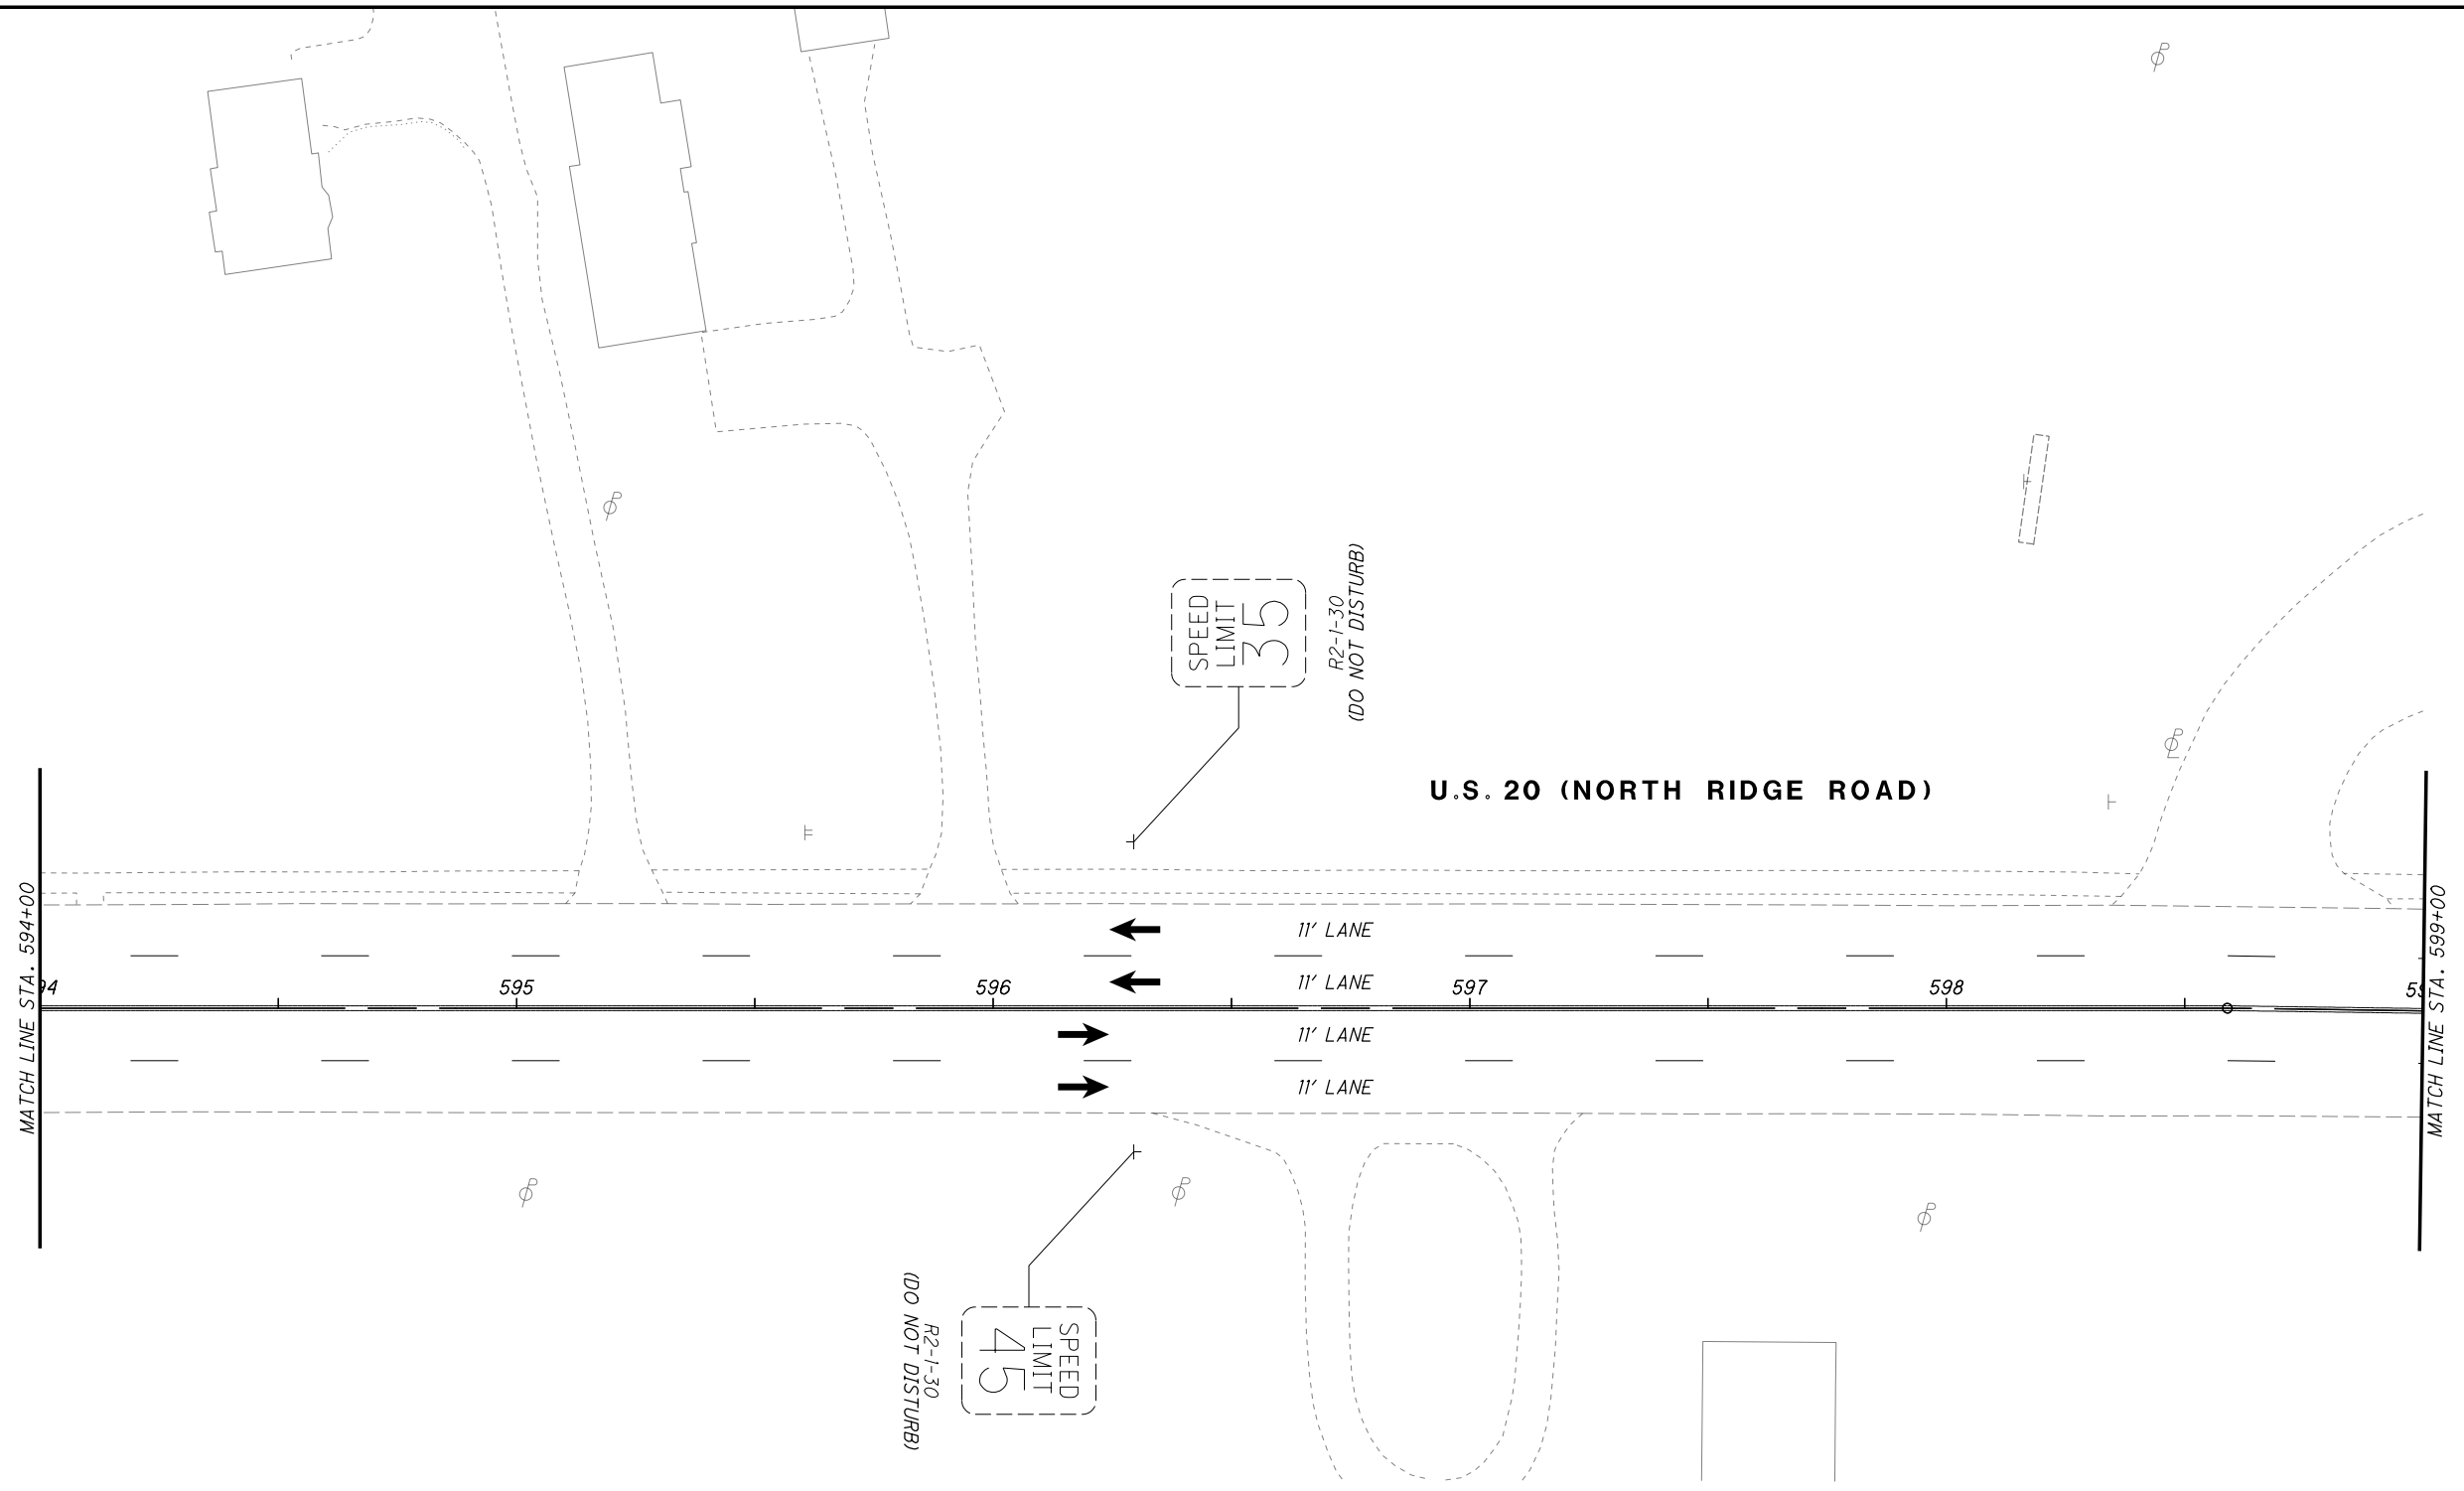 P
P
SPEED
LIMIT
35
R2-1-30
(DO NOT DISTURB)
P
U.S. 20 (NORTH RIDGE ROAD)
MATCH LINE STA. 594+00
11' LANE
11' LANE
94
595
596
597
598
59
11' LANE
11' LANE
MATCH LINE STA. 599+00
P
P
P
SPEED
LIMIT
45
R2-1-30
(DO NOT DISTURB)